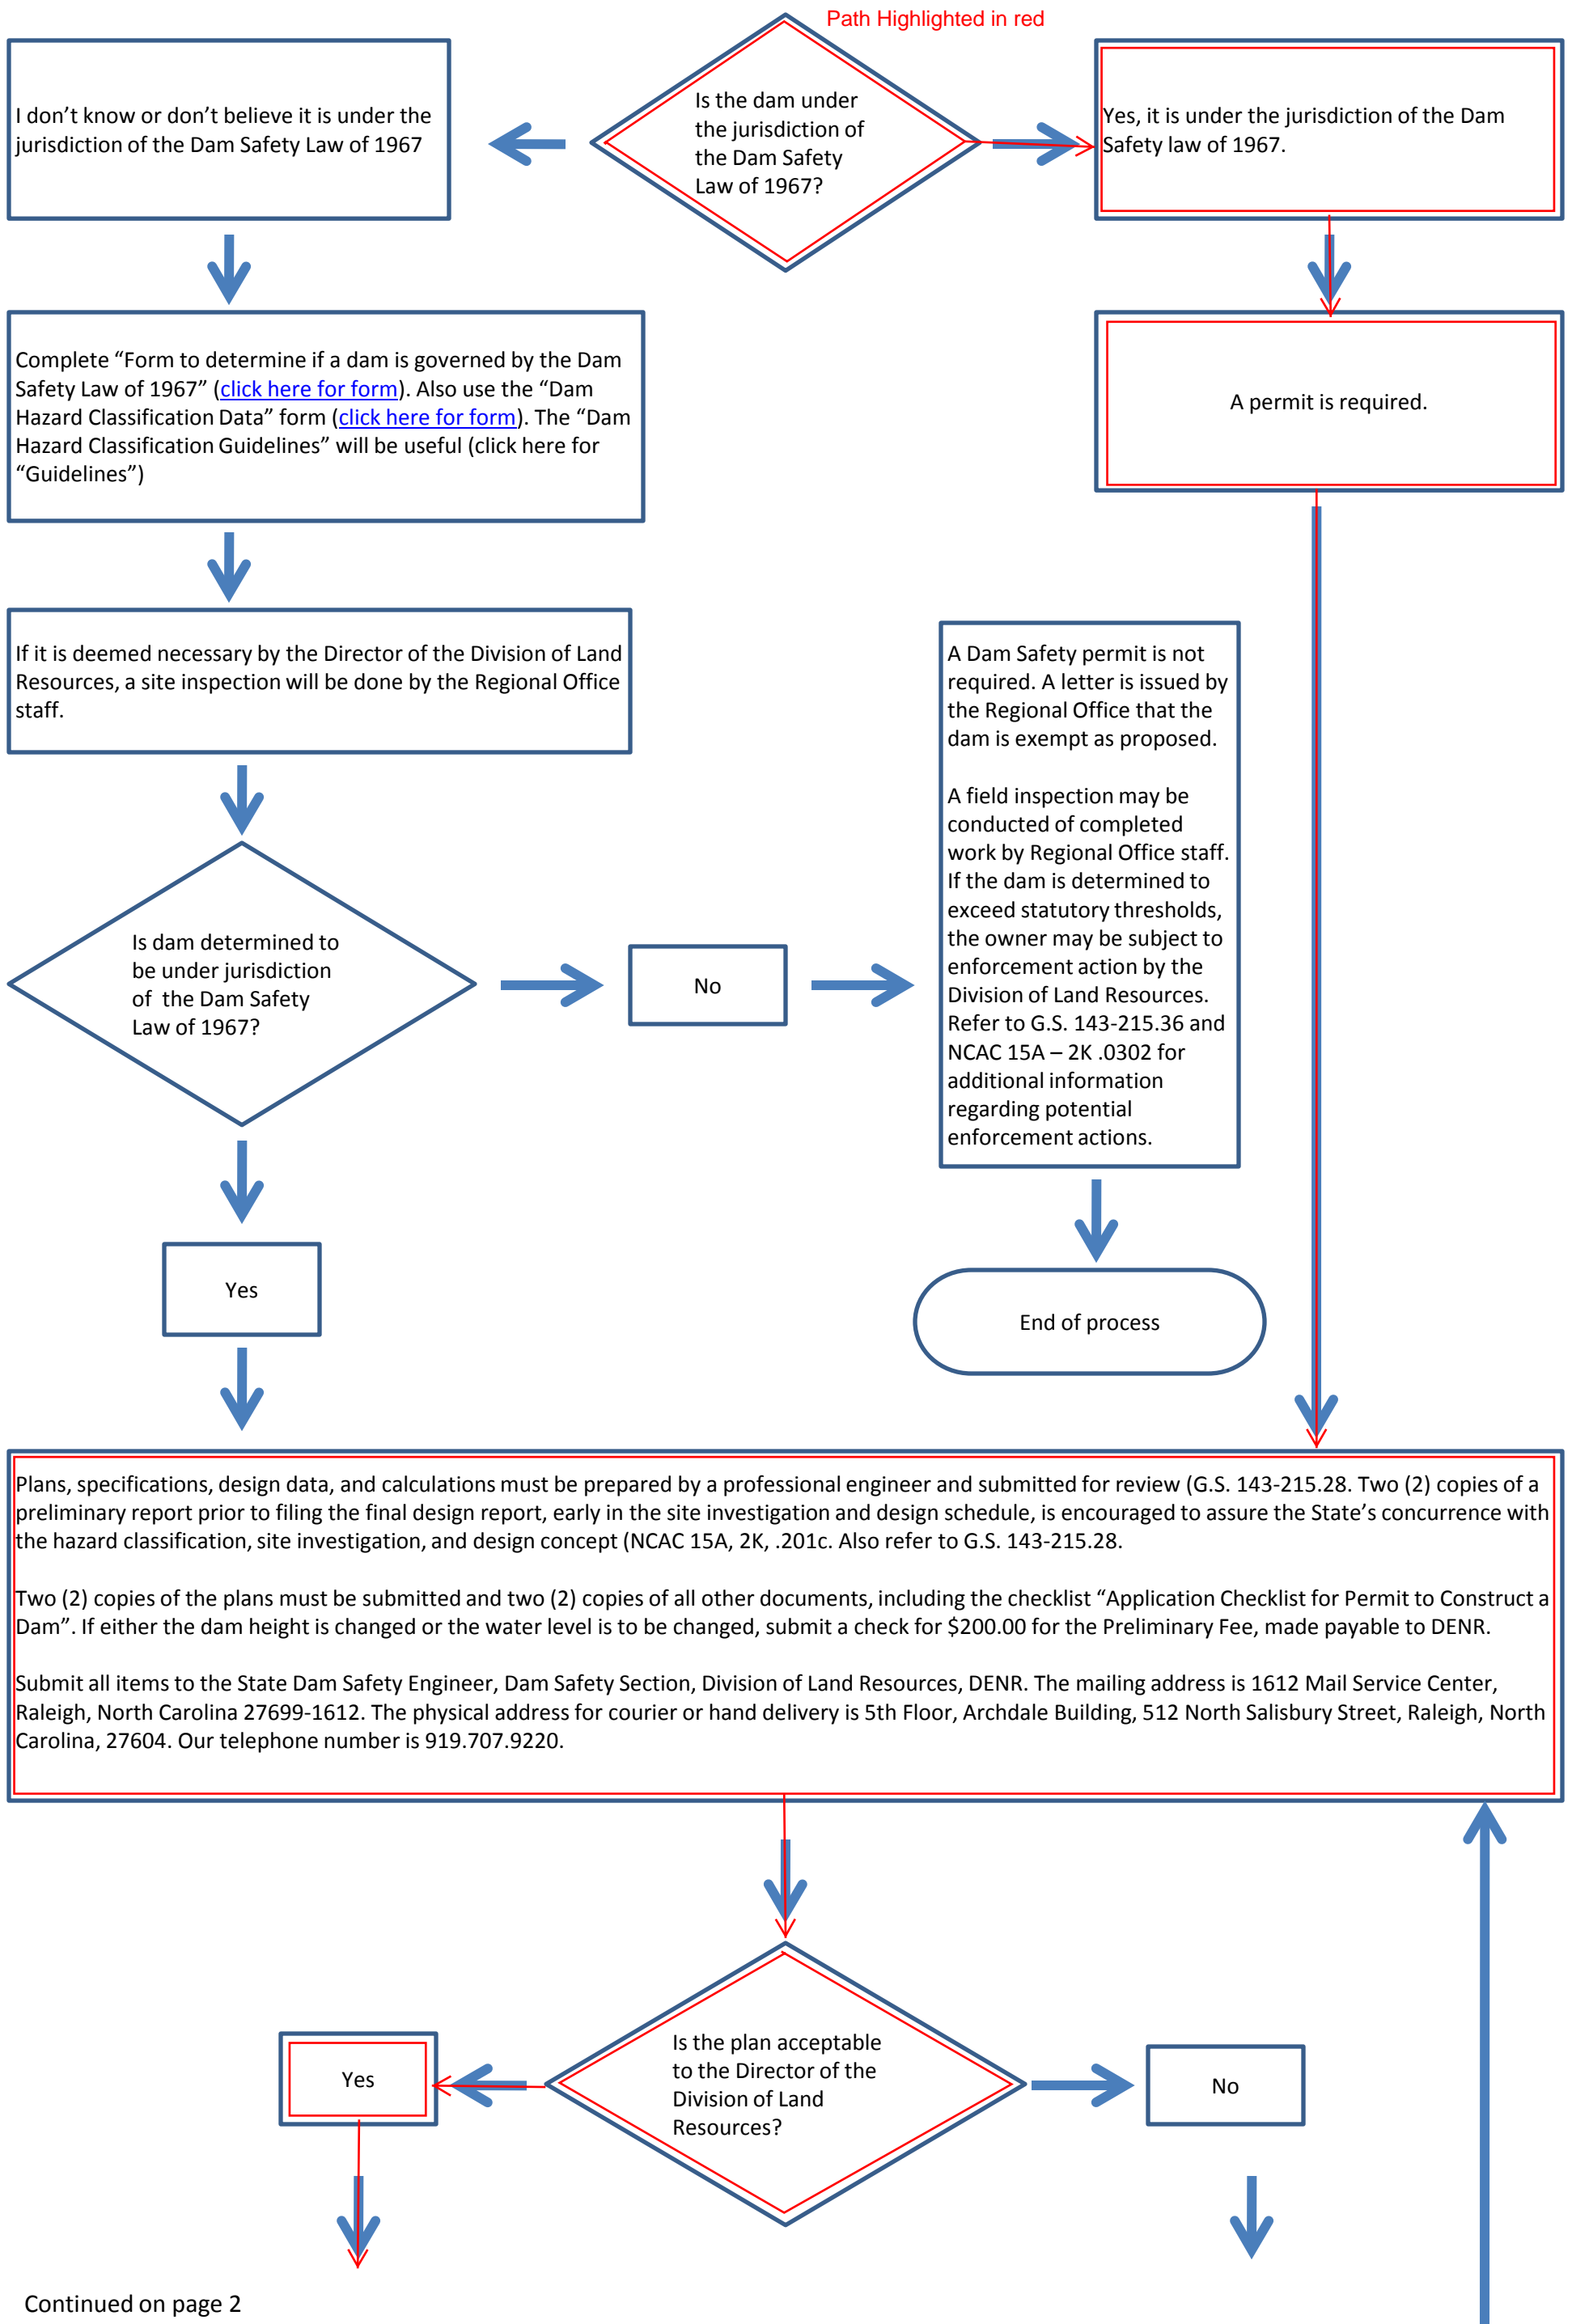 Path Highlighted in red
I don’t know or don’t believe it is under the
jurisdiction of the Dam Safety Law of 1967
Is the dam under
the jurisdiction of
the Dam Safety
Law of 1967?
Yes, it is under the jurisdiction of the Dam
Safety law of 1967.
Complete “Form to determine if a dam is governed by the Dam
Safety Law of 1967” (click here for form). Also use the “Dam
Hazard Classification Data” form (click here for form). The “Dam
Hazard Classification Guidelines” will be useful (click here for
“Guidelines”)
A permit is required.
If it is deemed necessary by the Director of the Division of Land
Resources, a site inspection will be done by the Regional Office
staff.
A Dam Safety permit is not
required. A letter is issued by
the Regional Office that the
dam is exempt as proposed.
A field inspection may be
conducted of completed
work by Regional Office staff.
If the dam is determined to
exceed statutory thresholds,
the owner may be subject to
enforcement action by the
Division of Land Resources.
Refer to G.S. 143-215.36 and
NCAC 15A – 2K .0302 for
additional information
regarding potential
enforcement actions.
Is dam determined to
be under jurisdiction
of the Dam Safety
Law of 1967?
No
Yes
End of process
Plans, specifications, design data, and calculations must be prepared by a professional engineer and submitted for review (G.S. 143-215.28. Two (2) copies of a
preliminary report prior to filing the final design report, early in the site investigation and design schedule, is encouraged to assure the State’s concurrence with
the hazard classification, site investigation, and design concept (NCAC 15A, 2K, .201c. Also refer to G.S. 143-215.28.
Two (2) copies of the plans must be submitted and two (2) copies of all other documents, including the checklist “Application Checklist for Permit to Construct a
Dam”. If either the dam height is changed or the water level is to be changed, submit a check for $200.00 for the Preliminary Fee, made payable to DENR.
Submit all items to the State Dam Safety Engineer, Dam Safety Section, Division of Land Resources, DENR. The mailing address is 1612 Mail Service Center,
Raleigh, North Carolina 27699-1612. The physical address for courier or hand delivery is 5th Floor, Archdale Building, 512 North Salisbury Street, Raleigh, North
Carolina, 27604. Our telephone number is 919.707.9220.
Yes
Is the plan acceptable
to the Director of the
Division of Land
Resources?
No
Continued on page 2